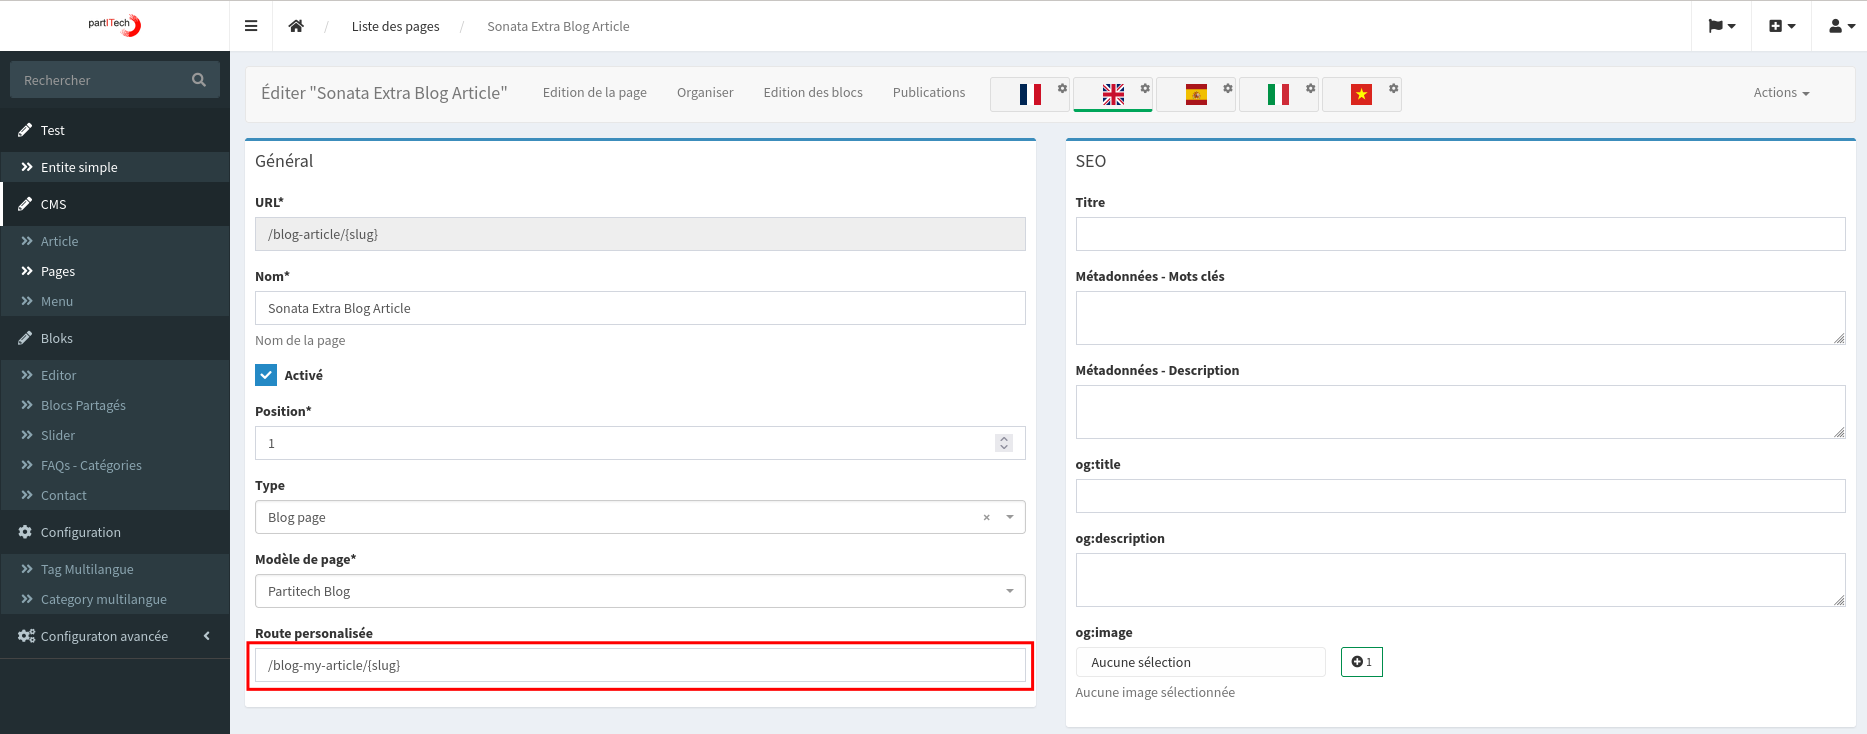 partITech
/ Liste des pages / Sonata Extra Blog Article
Rechercher
Test
Entite simple
CMS
Article
Pages
Menu
Bloks
Editor
Blocs Partagés
Slider
FAQs - Catégories
Contact
Configuration
Tag Multilangue
Category multilangue
Configuraton avancée
Éditer "Sonata Extra Blog Article" Edition de la page Organiser Edition des blocs Publications Actions
Général
URL*
/blog-article/{slug}
Nom*
Sonata Extra Blog Article
Nom de la page
Activé
Position*
1
Type
Blog page ×
Modèle de page*
Partitech Blog
Route personalisée
/blog-my-article/{slug}
SEO
Titre
Métadonnées - Mots clés
Métadonnées - Description
og:title
og:description
og:image
Aucune sélection 1
Aucune image sélectionnée